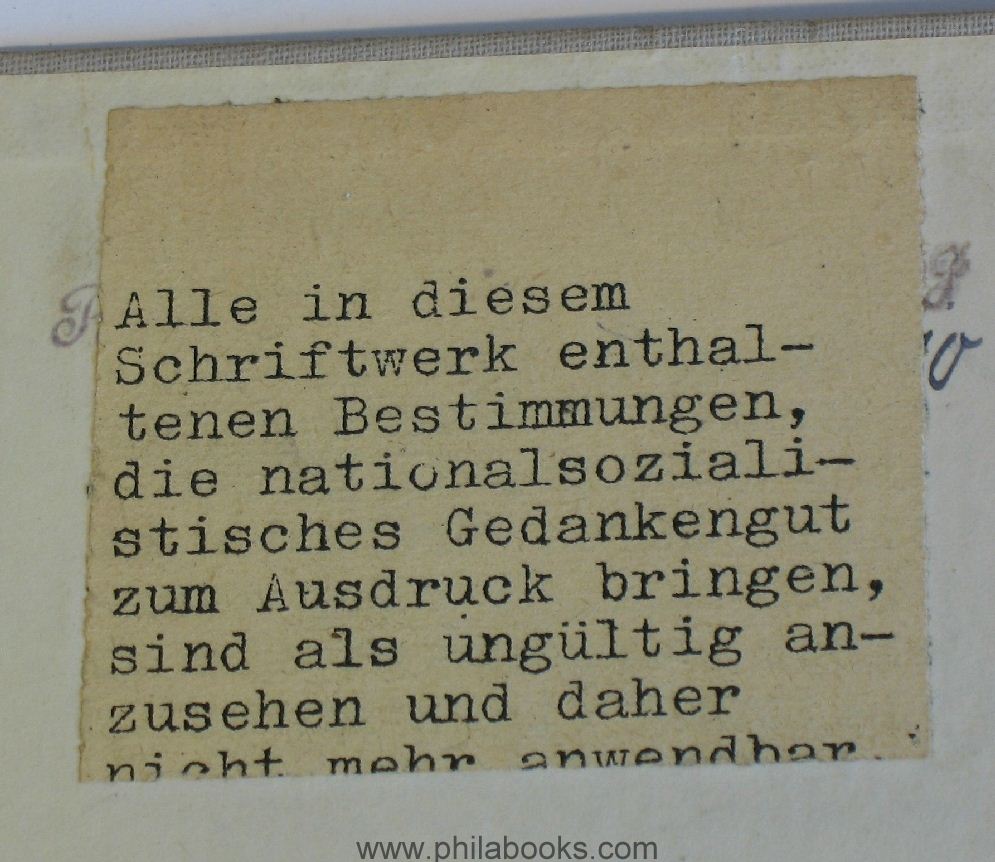 Alle in diesem
Schriftwerk enthal-
tenen Bestimmungen,
die nationalsoziali-
stisches Gedankengut
zum Ausdruck bringen,
sind als ungültig an-
zusehen und daher
nicht mehr anwendbar.
www.philabooks.com